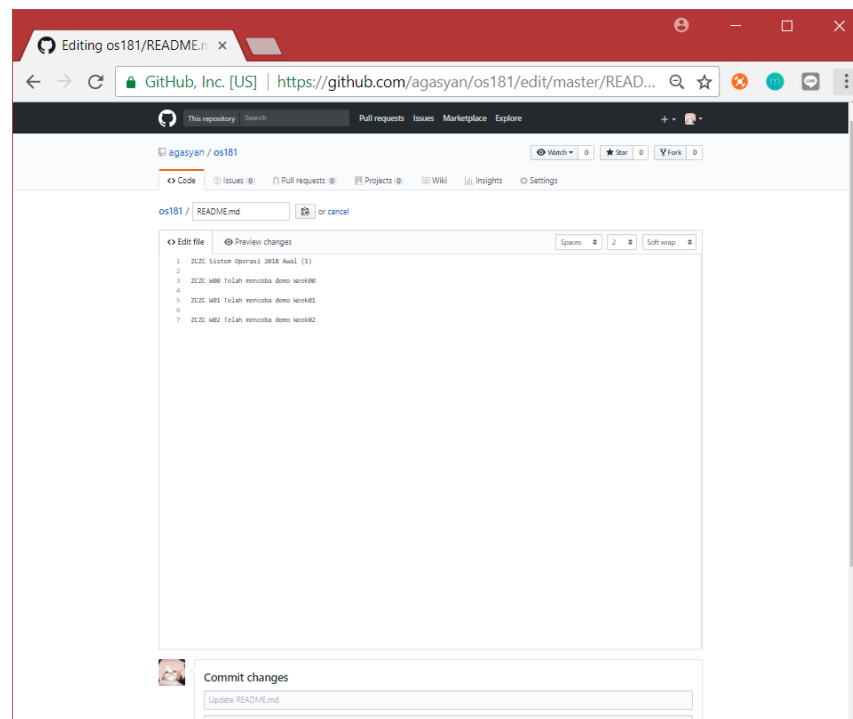 Editing os181/README.n
GitHub, Inc. [US] | https://github.com/agasyan/os181/edit/master/READ...
This repository Search Pull requests Issues Marketplace Explore
agasyan / os181 Watch 0 Star 0 Fork 0
Code Issues 0 Pull requests 0 Projects 0 Wiki Insights Settings
os181 / README.md or cancel
Edit file Preview changes Spaces 2 Soft wrap
1 ZCZC Sistem Operasi 2018 Awal (1)
2
3 ZCZC W00 Telah mencoba demo Week00
4
5 ZCZC W01 Telah mencoba demo Week01
6
7 ZCZC W02 Telah mencoba demo Week02
Commit changes
Update README.md